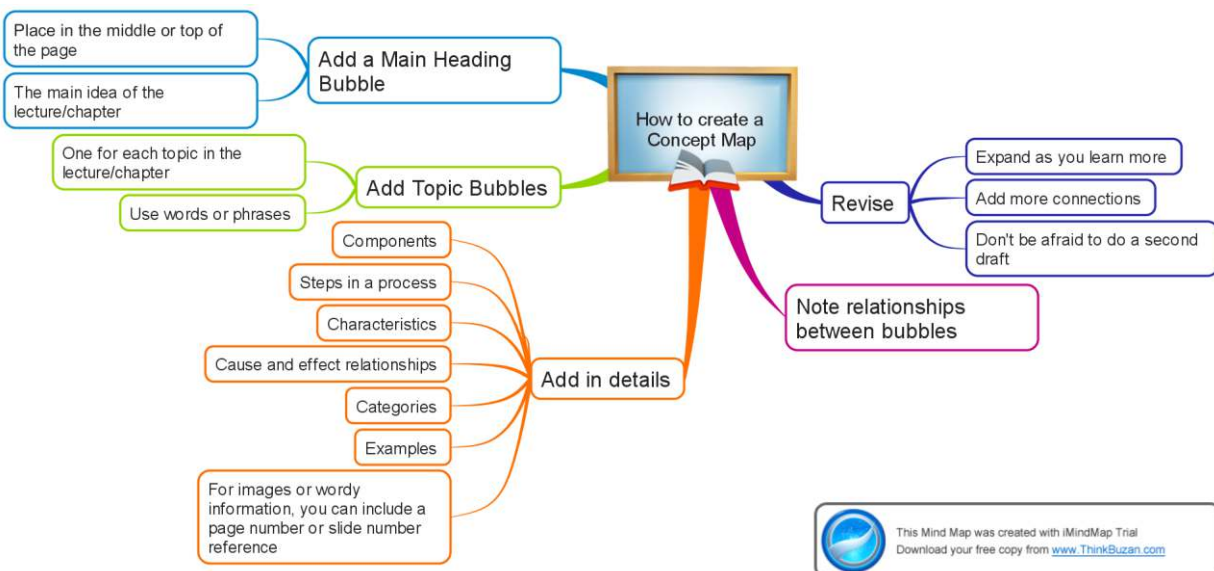 How to create a
Concept Map
Add a Main Heading
Bubble
Place in the middle or top of
the page
The main idea of the
lecture/chapter
Add Topic Bubbles
One for each topic in the
lecture/chapter
Use words or phrases
Add in details
Components
Steps in a process
Characteristics
Cause and effect relationships
Categories
Examples
For images or wordy
information, you can include a
page number or slide number
reference
Note relationships
between bubbles
Revise
Expand as you learn more
Add more connections
Don't be afraid to do a second
draft
This Mind Map was created with iMindMap Trial
Download your free copy from www.ThinkBuzan.com